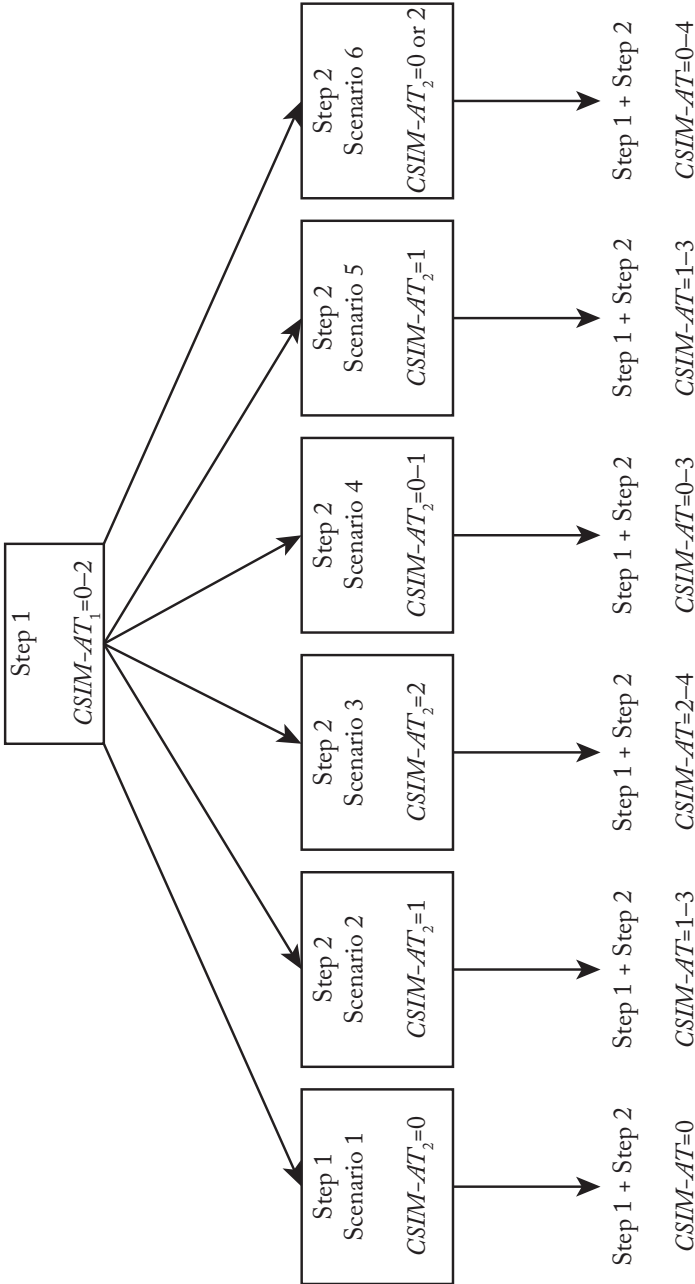 Step 1
CSIM-AT₁=0–2
Step 1
Scenario 1
CSIM-AT₂=0
Step 2
Scenario 2
CSIM-AT₂=1
Step 2
Scenario 3
CSIM-AT₂=2
Step 2
Scenario 4
CSIM-AT₂=0–1
Step 2
Scenario 5
CSIM-AT₂=1
Step 2
Scenario 6
CSIM-AT₂=0 or 2
Step 1 + Step 2
CSIM-AT=0
Step 1 + Step 2
CSIM-AT=1–3
Step 1 + Step 2
CSIM-AT=2–4
Step 1 + Step 2
CSIM-AT=0–3
Step 1 + Step 2
CSIM-AT=1–3
Step 1 + Step 2
CSIM-AT=0–4